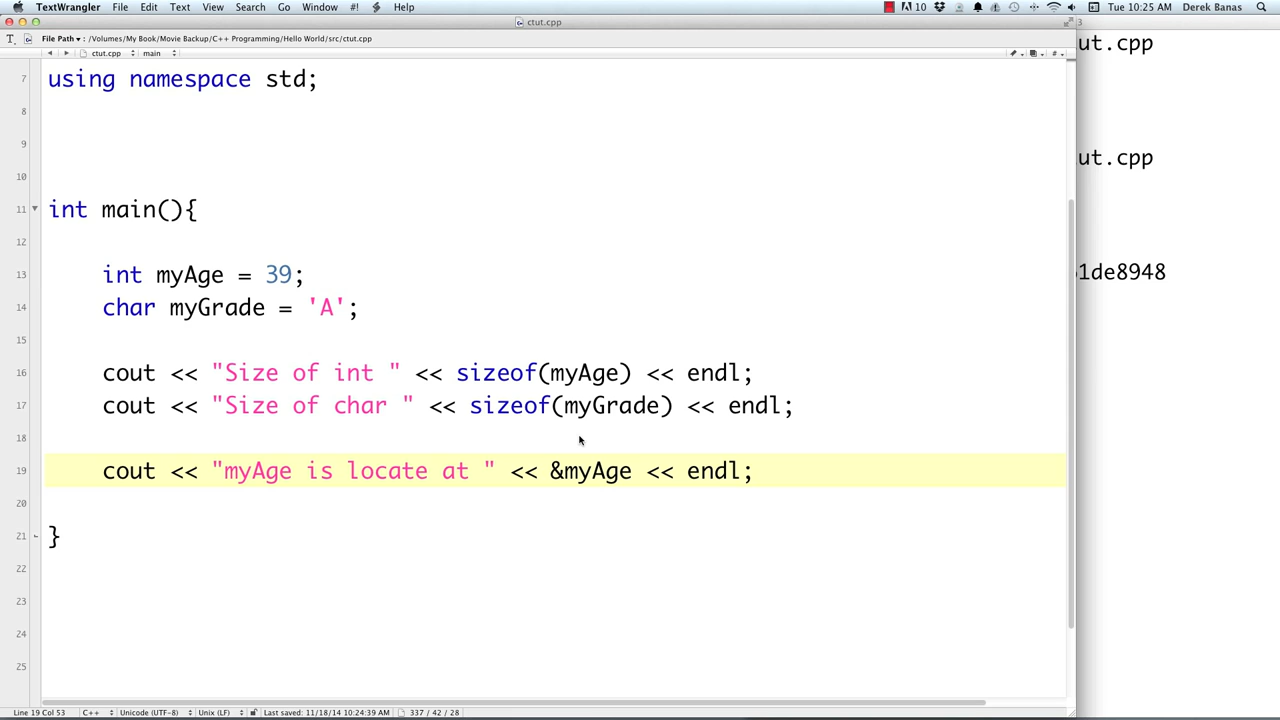 TextWrangler File Edit Text View Search Go Window #! Help 10 Tue 10:25 AM Derek Banas
ctut.cpp
File Path ▾ : /Volumes/My Book/Movie Backup/C++ Programming/Hello World/src/ctut.cpp
ctut.cpp main
7 using namespace std;
8
9
10
11 int main(){
12
13 int myAge = 39;
14 char myGrade = 'A';
15
16 cout << "Size of int " << sizeof(myAge) << endl;
17 cout << "Size of char " << sizeof(myGrade) << endl;
18
19 cout << "myAge is locate at " << &myAge << endl;
20
21 }
22
23
24
25
ut.cpp
ut.cpp
1de8948
Line 19 Col 53 C++ Unicode (UTF-8) Unix (LF) Last saved: 11/18/14 10:24:39 AM 337 / 42 / 28